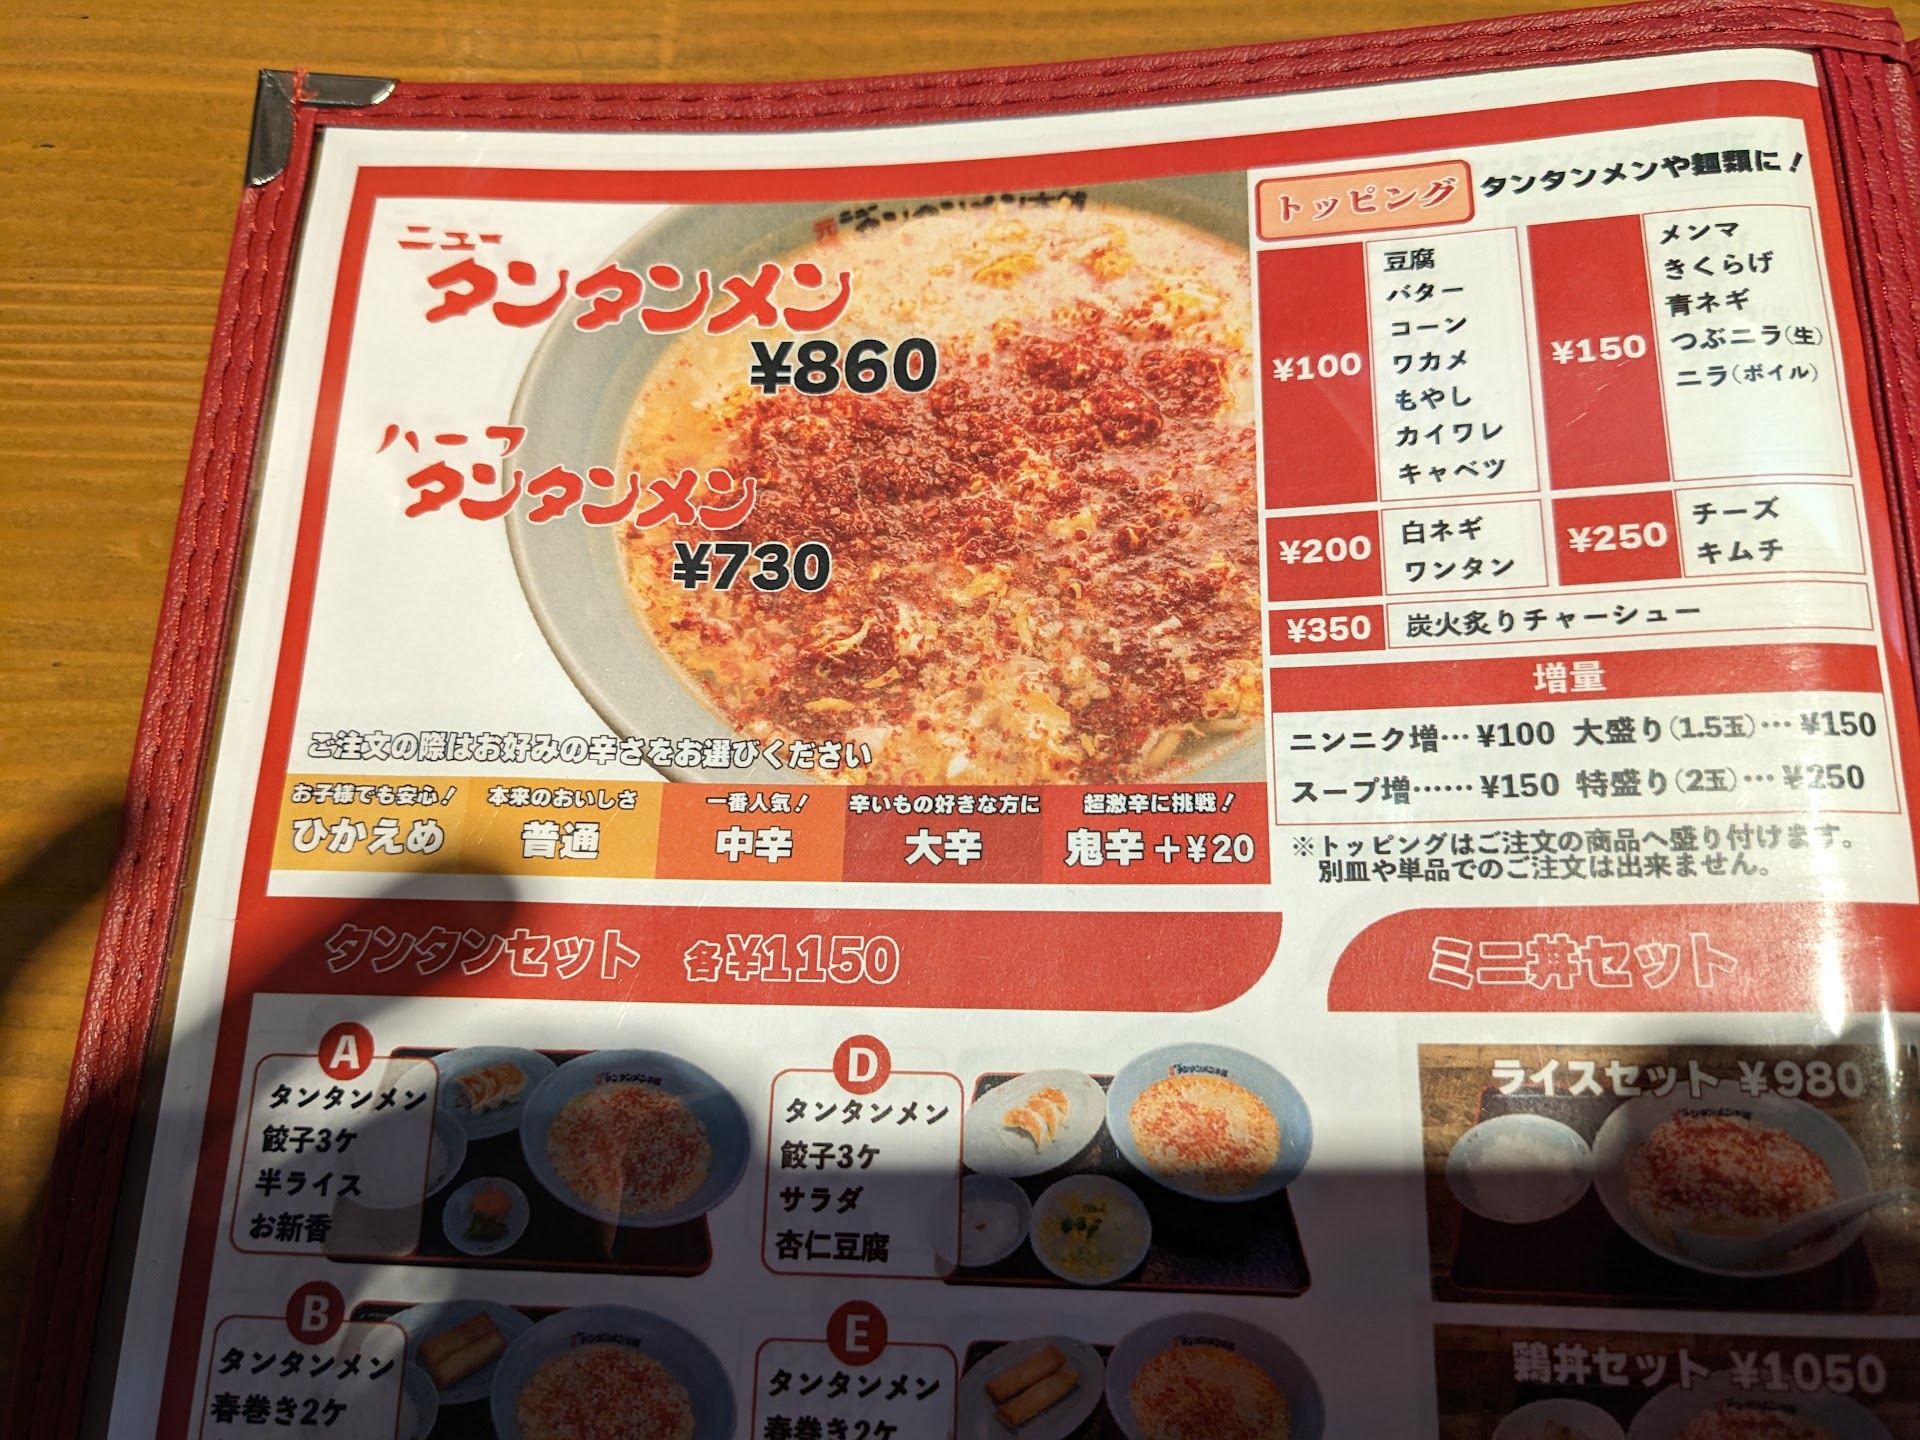 ニュー
タンタンメン
¥860
ハーフ
タンタンメン
¥730
ご注文の際はお好みの辛さをお選びください
お子様でも安心！
ひかえめ
本来のおいしさ
普通
一番人気！
中辛
辛いもの好きな方に
大辛
超激辛に挑戦！
鬼辛＋¥20
トッピング
タンタンメンや麺類に！
¥100
豆腐
バター
コーン
ワカメ
もやし
カイワレ
キャベツ
¥150
メンマ
きくらげ
青ネギ
つぶニラ(生)
ニラ(ボイル)
¥200
白ネギ
ワンタン
¥250
チーズ
キムチ
¥350
炭火炙りチャーシュー
増量
ニンニク増…¥100 大盛り(1.5玉)…¥150
スープ増……¥150 特盛り(2玉)…¥250
※トッピングはご注文の商品へ盛り付けます。
別皿や単品でのご注文は出来ません。
タンタンセット 各¥1150
A
タンタンメン
餃子3ケ
半ライス
お新香
B
タンタンメン
春巻き2ケ
D
タンタンメン
餃子3ケ
サラダ
杏仁豆腐
E
タンタンメン
春巻き2ケ
ミニ丼セット
ライスセット ¥980
鶏丼セット ¥1050